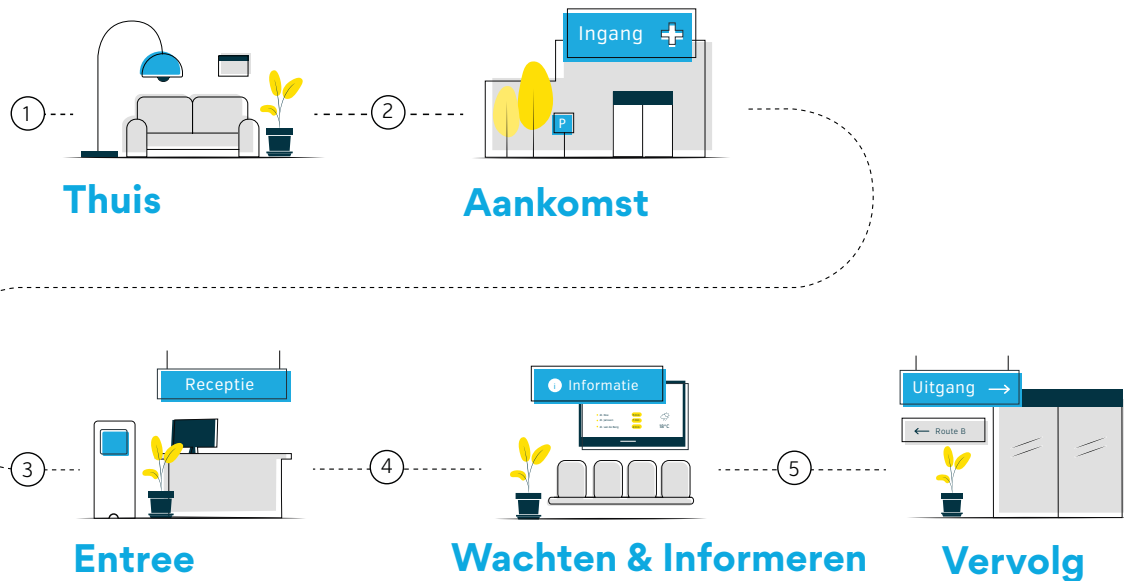 Ingang
1
2
P
Thuis
Aankomst
Receptie
Informatie
Uitgang →
← Route B
3
4
5
Entree
Wachten & Informeren
Vervolg